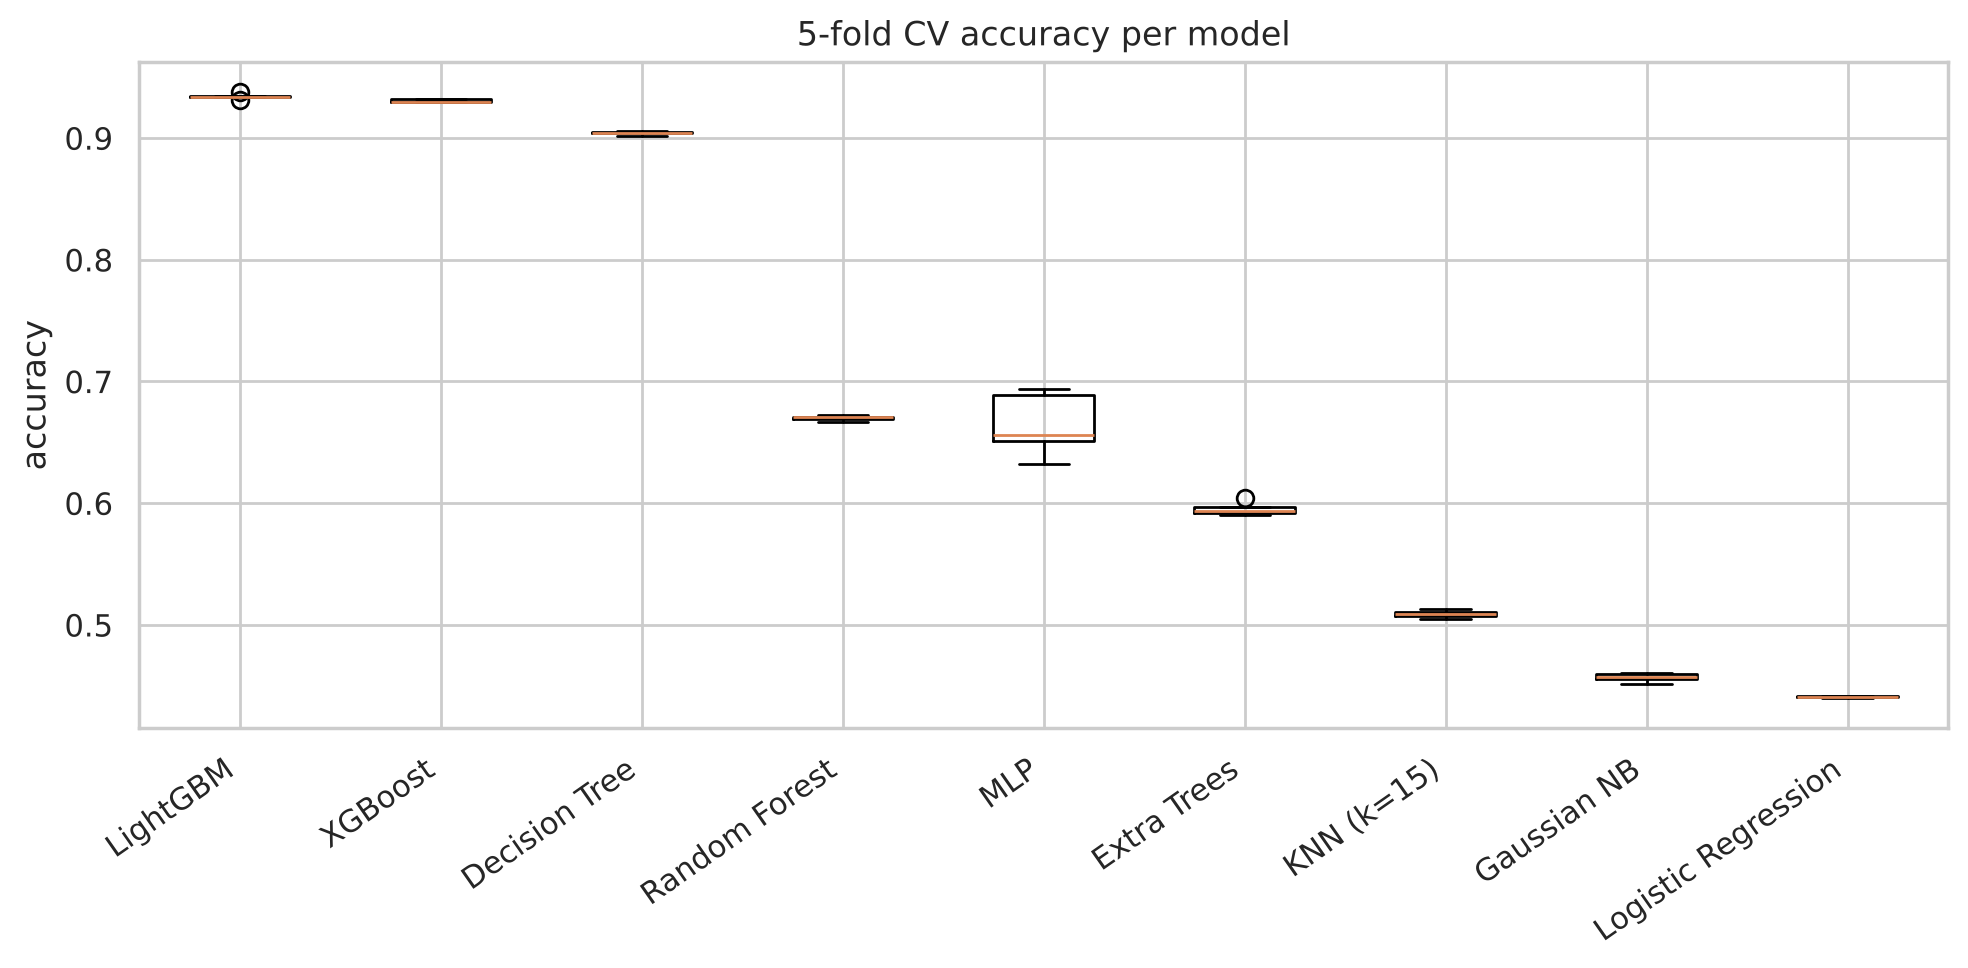 5-fold CV accuracy per model
accuracy
0.9
0.8
0.7
0.6
0.5
LightGBM
XGBoost
Decision Tree
Random Forest
MLP
Extra Trees
KNN (k=15)
Gaussian NB
Logistic Regression